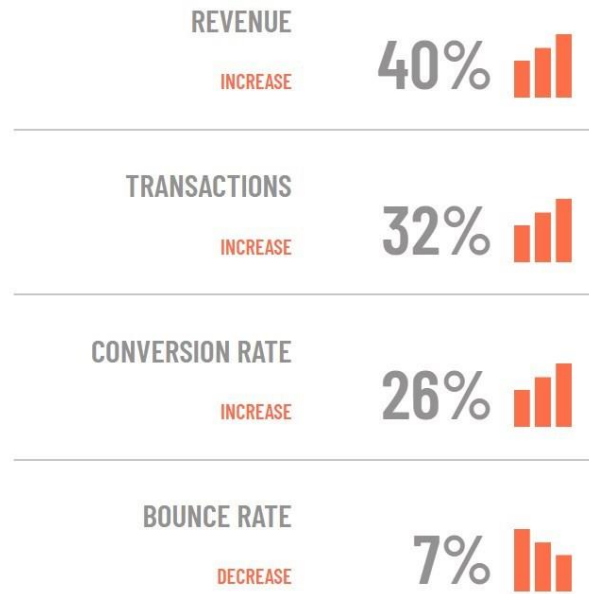 REVENUE
INCREASE
40%
TRANSACTIONS
INCREASE
32%
CONVERSION RATE
INCREASE
26%
BOUNCE RATE
DECREASE
7%